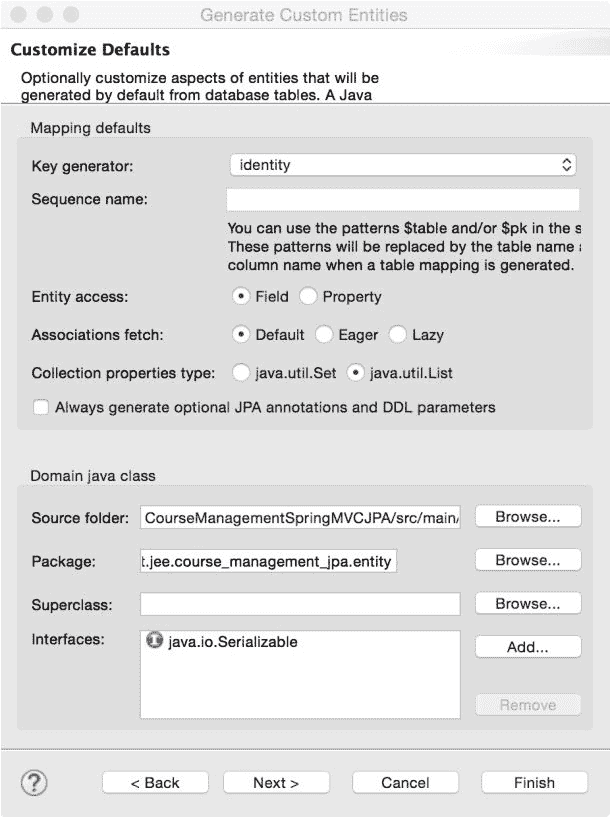 Generate Custom Entities
Customize Defaults
Optionally customize aspects of entities that will be
generated by default from database tables. A Java
Mapping defaults
Key generator: identity
Sequence name:
You can use the patterns $table and/or $pk in the s
These patterns will be replaced by the table name
column name when a table mapping is generated.
Entity access: Field Property
Associations fetch: Default Eager Lazy
Collection properties type: java.util.Set java.util.List
Always generate optional JPA annotations and DDL parameters
Domain java class
Source folder: CourseManagementSpringMVCJPA/src/main/ Browse...
Package: t.jee.course_management_jpa.entity Browse...
Superclass: Browse...
Interfaces: java.io.Serializable Add...
Remove
? < Back Next > Cancel Finish